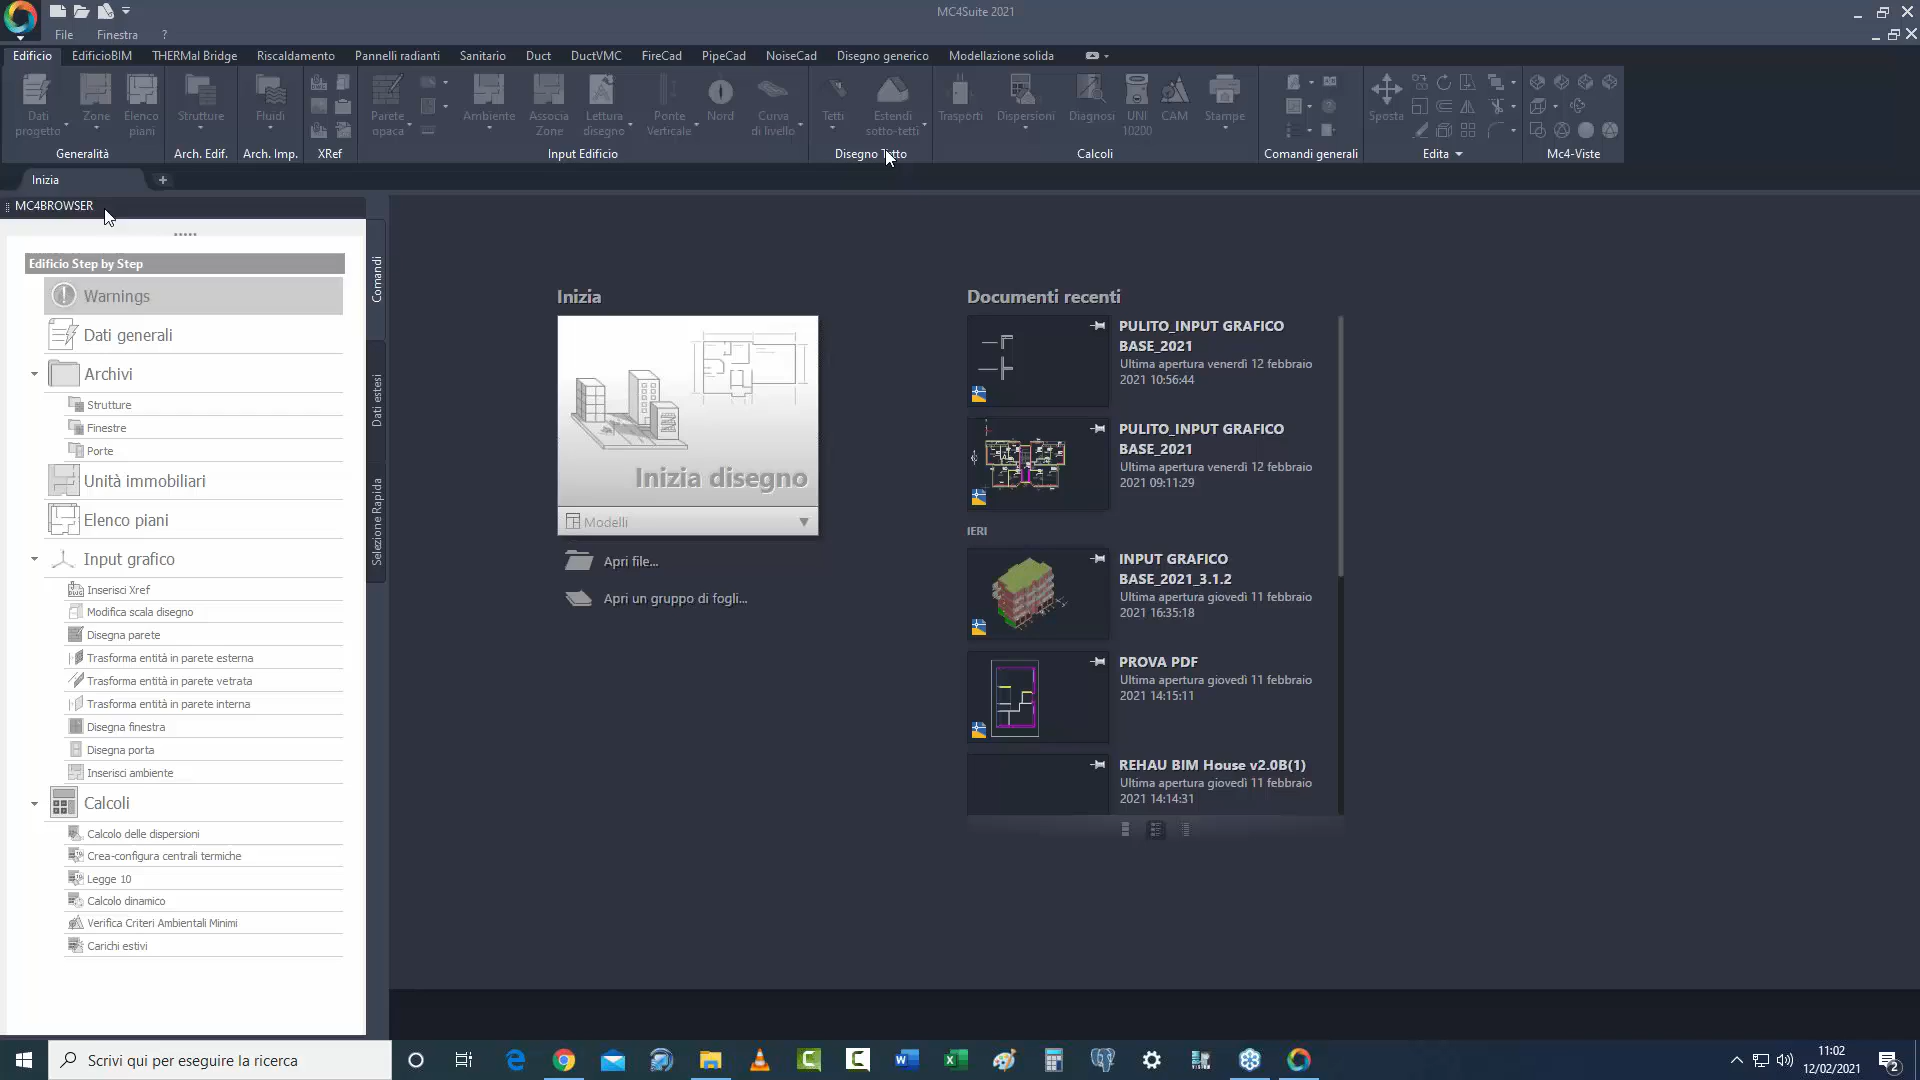 MC4Suite 2021
File Finestra ?
Edificio EdificioBIM THERMal Bridge Riscaldamento Pannelli radianti Sanitario Duct DuctVMC FireCad PipeCad NoiseCad Disegno generico Modellazione solida
Dati progetto
Zone
Elenco piani
Strutture
Fluidi
Parete opaca
Ambiente
Associa Zone
Lettura disegno
Ponte Verticale
Nord
Curva di livello
Tetti
Estendi sotto-tetti
Trasporti
Dispersioni
Diagnosi
UNI 10200
CAM
Stampe
Sposta
Generalità Arch. Edif. Arch. Imp. XRef Input Edificio Disegno Tetto Calcoli Comandi generali Edita Mc4-Viste
Inizia
MC4BROWSER
Edificio Step by Step
Warnings
Dati generali
Archivi
Strutture
Finestre
Porte
Unità immobiliari
Elenco piani
Input grafico
Inserisci Xref
Modifica scala disegno
Disegna parete
Trasforma entità in parete esterna
Trasforma entità in parete vetrata
Trasforma entità in parete interna
Disegna finestra
Disegna porta
Inserisci ambiente
Calcoli
Calcolo delle dispersioni
Crea-configura centrali termiche
Legge 10
Calcolo dinamico
Verifica Criteri Ambientali Minimi
Carichi estivi
Comandi
Dati estesi
Selezione Rapida
Inizia
Inizia disegno
Modelli
Apri file...
Apri un gruppo di fogli...
Documenti recenti
PULITO_INPUT GRAFICO
BASE_2021
Ultima apertura venerdì 12 febbraio
2021 10:56:44
PULITO_INPUT GRAFICO
BASE_2021
Ultima apertura venerdì 12 febbraio
2021 09:11:29
IERI
INPUT GRAFICO
BASE_2021_3.1.2
Ultima apertura giovedì 11 febbraio
2021 16:35:18
PROVA PDF
Ultima apertura giovedì 11 febbraio
2021 14:15:11
REHAU BIM House v2.0B(1)
Ultima apertura giovedì 11 febbraio
2021 14:14:31
Scrivi qui per eseguire la ricerca
11:02
12/02/2021
2